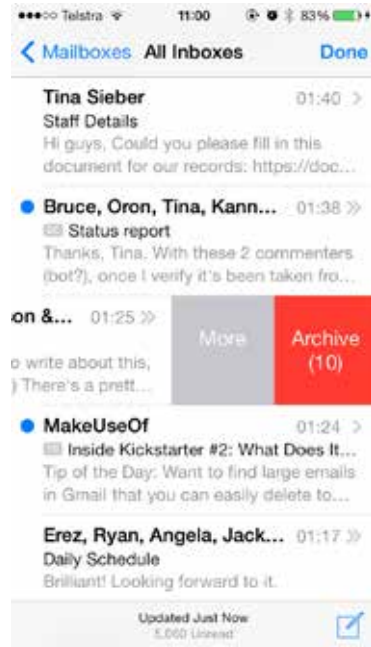 Telstra 11:00 83%
Mailboxes All Inboxes Done
Tina Sieber 01:40
Staff Details
Hi guys, Could you please fill in this
document for our records: https://doc...
Bruce, Oron, Tina, Kann... 01:38
Status report
Thanks, Tina. With these 2 commenters
(bot?), once I verify it's been taken fro...
on &... 01:25
o write about this,
) There's a prett...
More
Archive
(10)
MakeUseOf 01:24
Inside Kickstarter #2: What Does It...
Tip of the Day: Want to find large emails
in Gmail that you can easily delete to...
Erez, Ryan, Angela, Jack... 01:17
Daily Schedule
Brilliant! Looking forward to it.
Updated Just Now
5,060 Unread